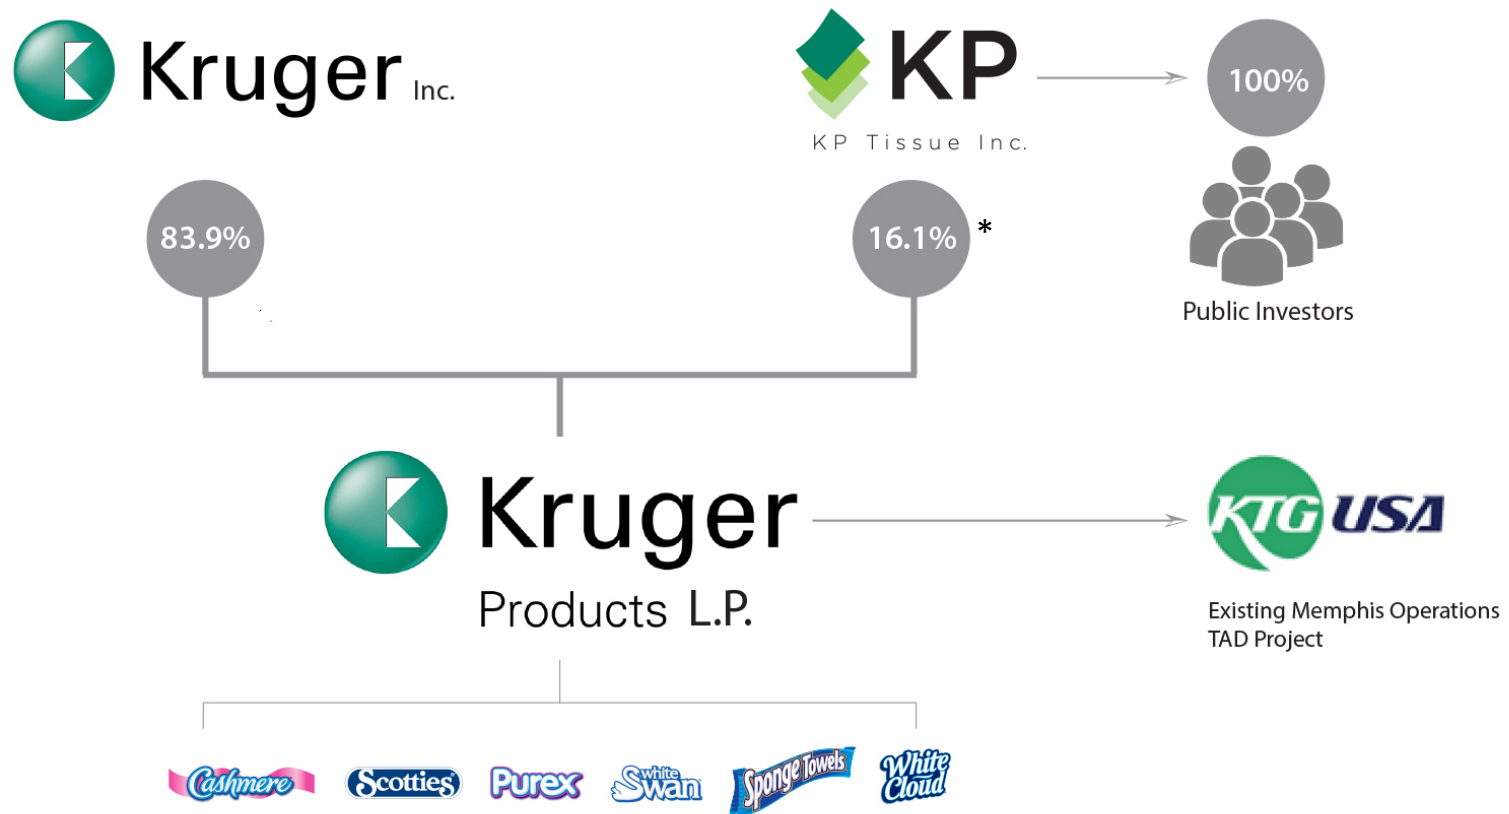 Kruger Inc.
KP
KP Tissue Inc.
100%
83.9%
16.1% *
Public Investors
Kruger
Products L.P.
KTG USA
Existing Memphis Operations
TAD Project
Cashmere
Scotties
Purex
White
Swan
Sponge Towels
White
Cloud